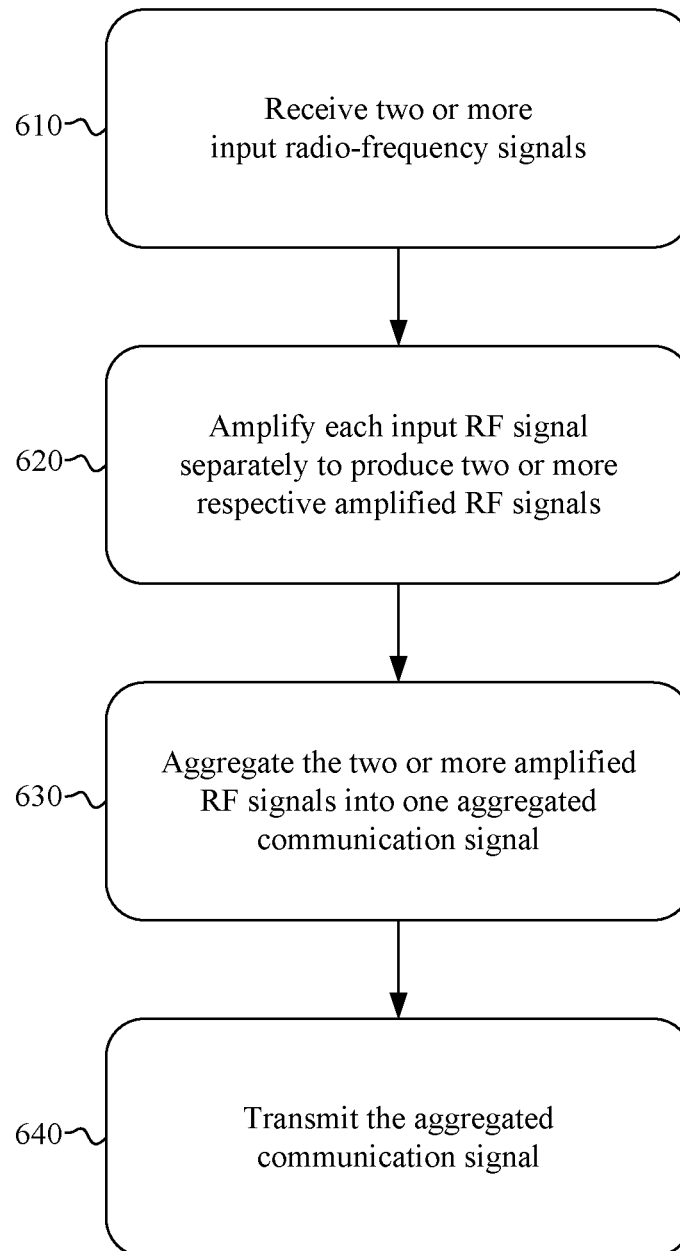 610
Receive two or more
input radio-frequency signals
620
Amplify each input RF signal
separately to produce two or more
respective amplified RF signals
630
Aggregate the two or more amplified
RF signals into one aggregated
communication signal
640
Transmit the aggregated
communication signal